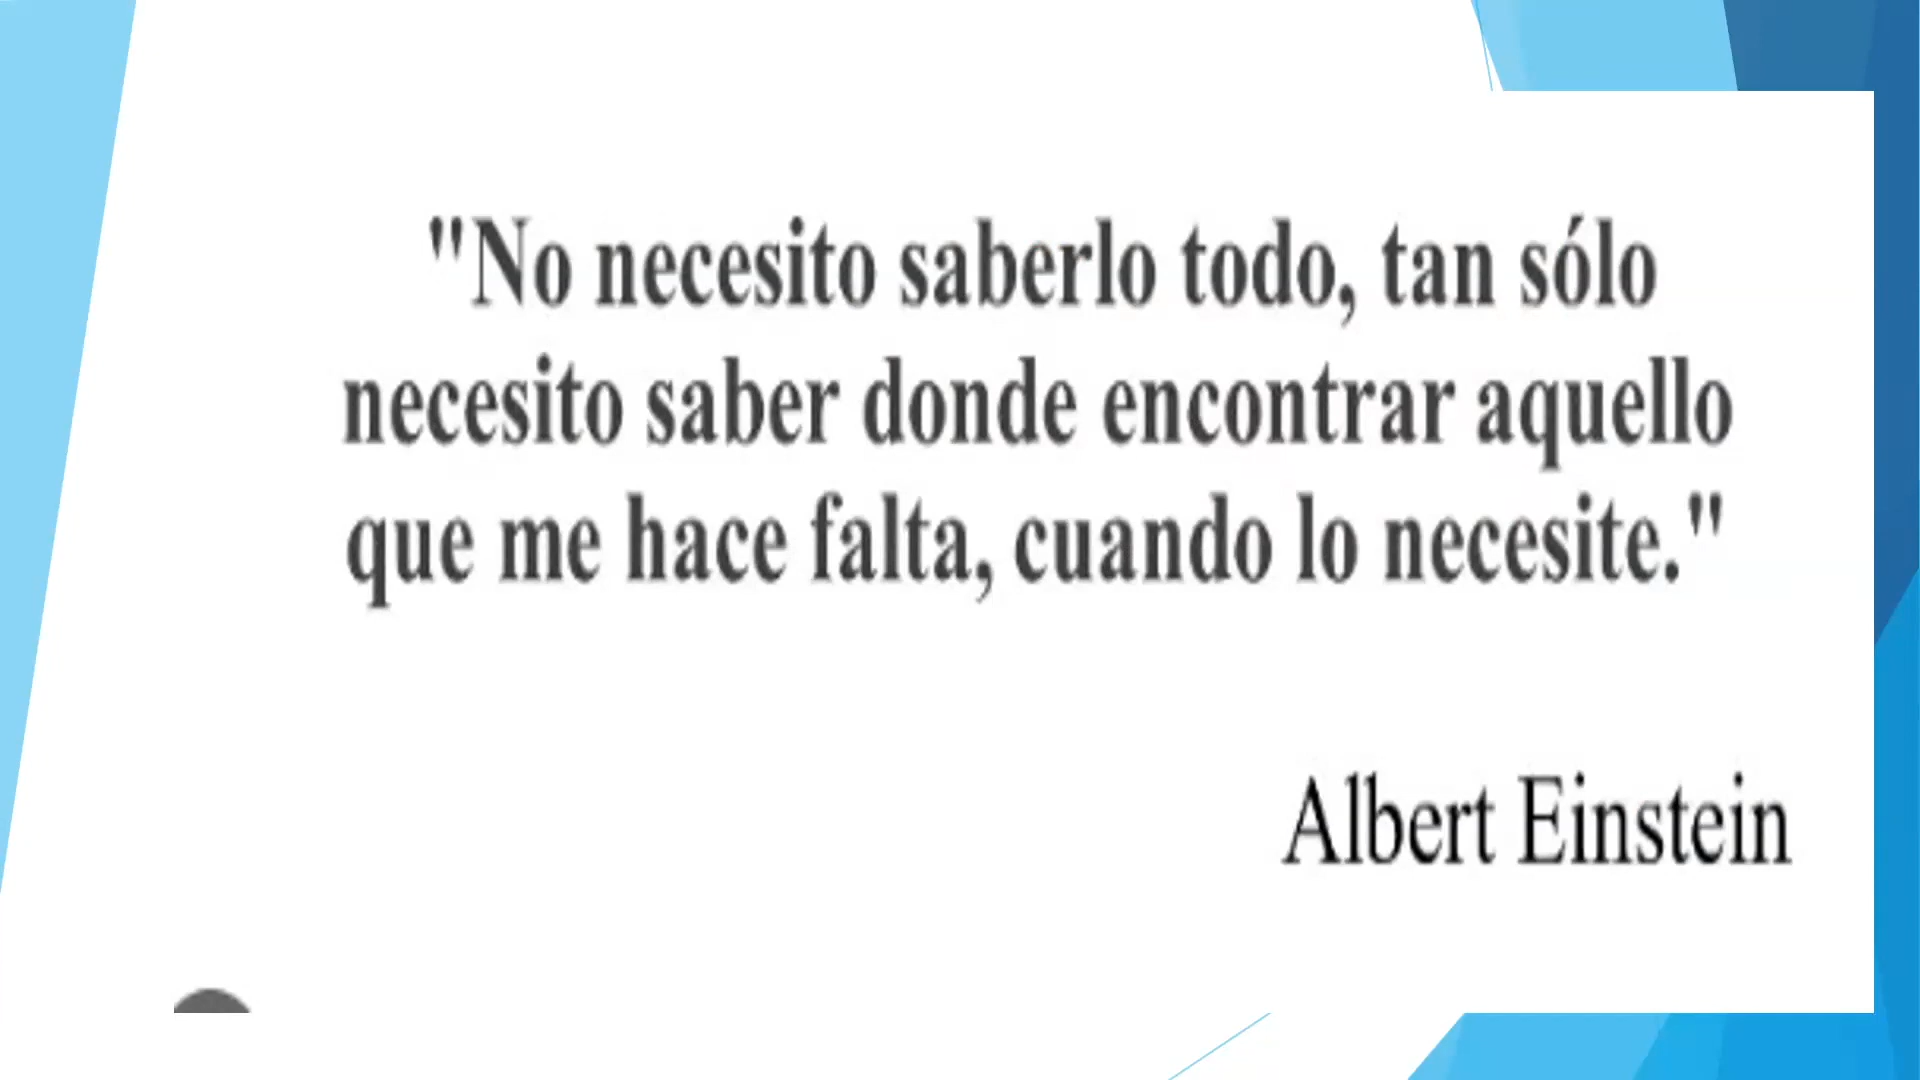 "No necesito saberlo todo, tan sólo
necesito saber donde encontrar aquello
que me hace falta, cuando lo necesite."
Albert Einstein